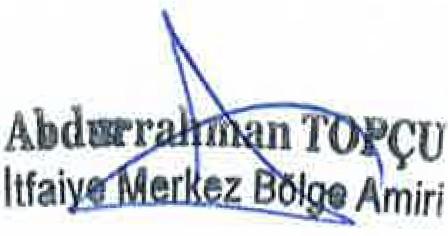 Abdurrahman TOPÇU
İtfaiye Merkez Bölge Amiri